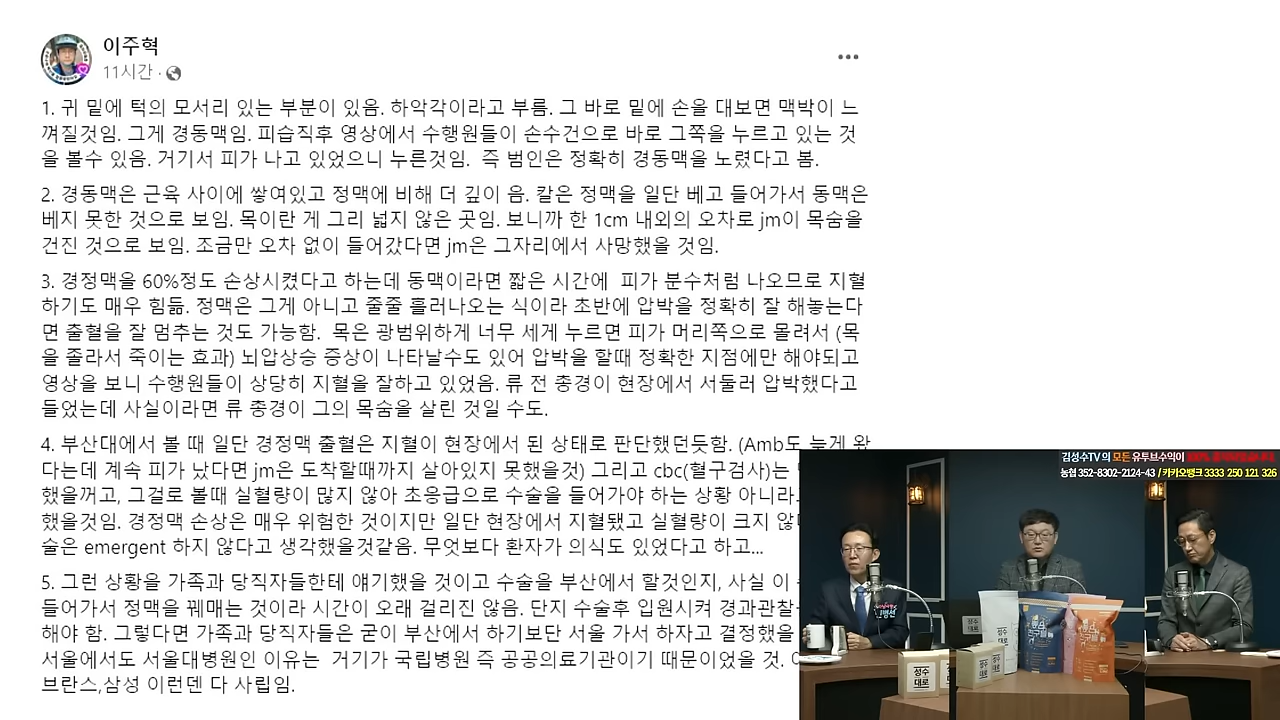 이주혁
11시간
1. 귀 밑에 턱의 모서리 있는 부분이 있음. 하악각이라고 부름. 그 바로 밑에 손을 대보면 맥박이 느
껴질것임. 그게 경동맥임. 피습직후 영상에서 수행원들이 손수건으로 바로 그쪽을 누르고 있는 것
을 볼수 있음. 거기서 피가 나고 있었으니 누른것임. 즉 범인은 정확히 경동맥을 노렸다고 봄.
2. 경동맥은 근육 사이에 쌓여있고 정맥에 비해 더 깊이 음. 칼은 정맥을 일단 베고 들어가서 동맥은
베지 못한 것으로 보임. 목이란 게 그리 넓지 않은 곳임. 보니까 한 1cm 내외의 오차로 jm이 목숨을
건진 것으로 보임. 조금만 오차 없이 들어갔다면 jm은 그자리에서 사망했을 것임.
3. 경정맥을 60%정도 손상시켰다고 하는데 동맥이라면 짧은 시간에 피가 분수처럼 나오므로 지혈
하기도 매우 힘듦. 정맥은 그게 아니고 줄줄 흘러나오는 식이라 초반에 압박을 정확히 잘 해놓는다
면 출혈을 잘 멈추는 것도 가능함. 목은 광범위하게 너무 세게 누르면 피가 머리쪽으로 몰려서 (목
을 졸라서 죽이는 효과) 뇌압상승 증상이 나타날수도 있어 압박을 할때 정확한 지점에만 해야되고
영상을 보니 수행원들이 상당히 지혈을 잘하고 있었음. 류 전 총경이 현장에서 서둘러 압박했다고
들었는데 사실이라면 류 총경이 그의 목숨을 살린 것일 수도.
4. 부산대에서 볼 때 일단 경정맥 출혈은 지혈이 현장에서 된 상태로 판단했던듯함. (Amb도 늦게 왔
다는데 계속 피가 났다면 jm은 도착할때까지 살아있지 못했을것) 그리고 cbc(혈구검사)는
했을꺼고, 그걸로 볼때 실혈량이 많지 않아 초응급으로 수술을 들어가야 하는 상황 아니라
했을것임. 경정맥 손상은 매우 위험한 것이지만 일단 현장에서 지혈됐고 실혈량이 크지 않
술은 emergent 하지 않다고 생각했을것같음. 무엇보다 환자가 의식도 있었다고 하고...
5. 그런 상황을 가족과 당직자들한테 얘기했을 것이고 수술을 부산에서 할것인지, 사실 이
들어가서 정맥을 꿰매는 것이라 시간이 오래 걸리진 않음. 단지 수술후 입원시켜 경과관찰
해야 함. 그렇다면 가족과 당직자들은 굳이 부산에서 하기보단 서울 가서 하자고 결정했을
서울에서도 서울대병원인 이유는 거기가 국립병원 즉 공공의료기관이기 때문이었을 것.
브란스,삼성 이런덴 다 사립임.
김성수TV의 모든 유투브수익이
농협 352-8302-2124-43 / 카카오뱅크 3333 250 121 326
성수
대로